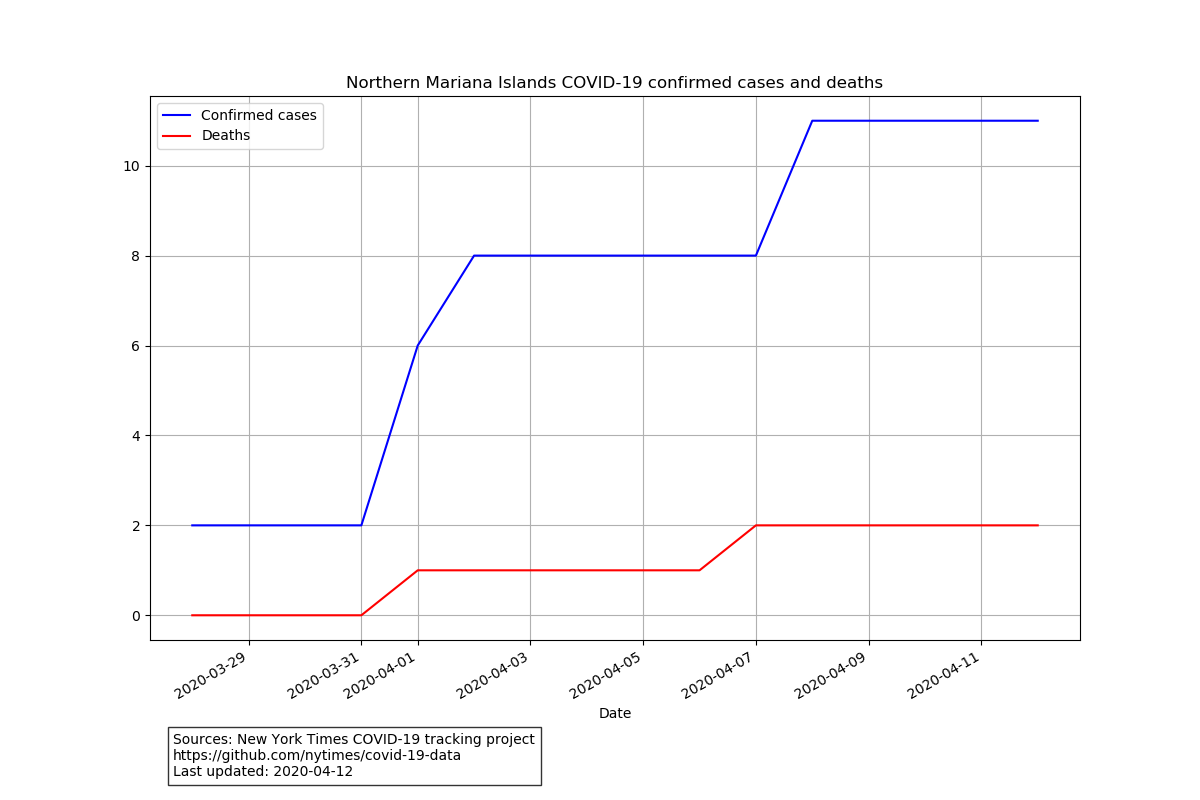 Northern Mariana Islands COVID-19 confirmed cases and deaths
Confirmed cases
Deaths
10
8
6
4
2
0
2020-03-29
2020-03-31
2020-04-01
2020-04-03
2020-04-05
2020-04-07
2020-04-09
2020-04-11
Date
Sources: New York Times COVID-19 tracking project
https://github.com/nytimes/covid-19-data
Last updated: 2020-04-12